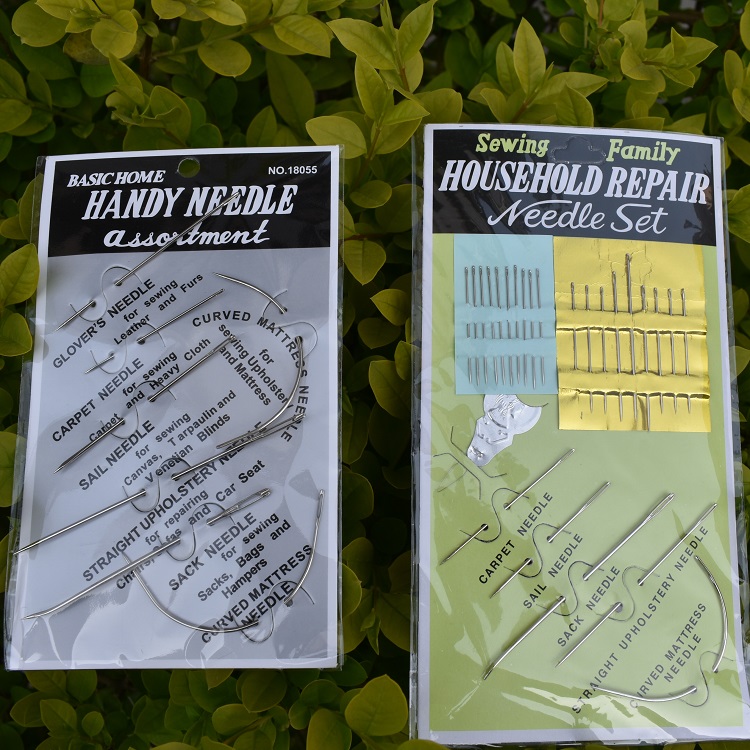 BASIC HOME
NO.18055
HANDY NEEDLE
assortment
GLOVER'S NEEDLE
for sewing
Leather and Furs
CURVED MATTRESS NEEDLE
for
sewing Upholstery
and Mattress
CARPET NEEDLE
for sewing
Carpet and Heavy Cloth
SAIL NEEDLE
for sewing
Canvas, Tarpaulin and
Venetian Blinds
STRAIGHT UPHOLSTERY NEEDLE
for repairing
and Car Seat
SACK NEEDLE
for sewing
Sacks, Bags and
Hampers
CURVED MATTRESS
NEEDLE
Sewing Family
HOUSEHOLD REPAIR
Needle Set
CARPET NEEDLE
SAIL NEEDLE
SACK NEEDLE
STRAIGHT UPHOLSTERY NEEDLE
CURVED MATTRESS
NEEDLE